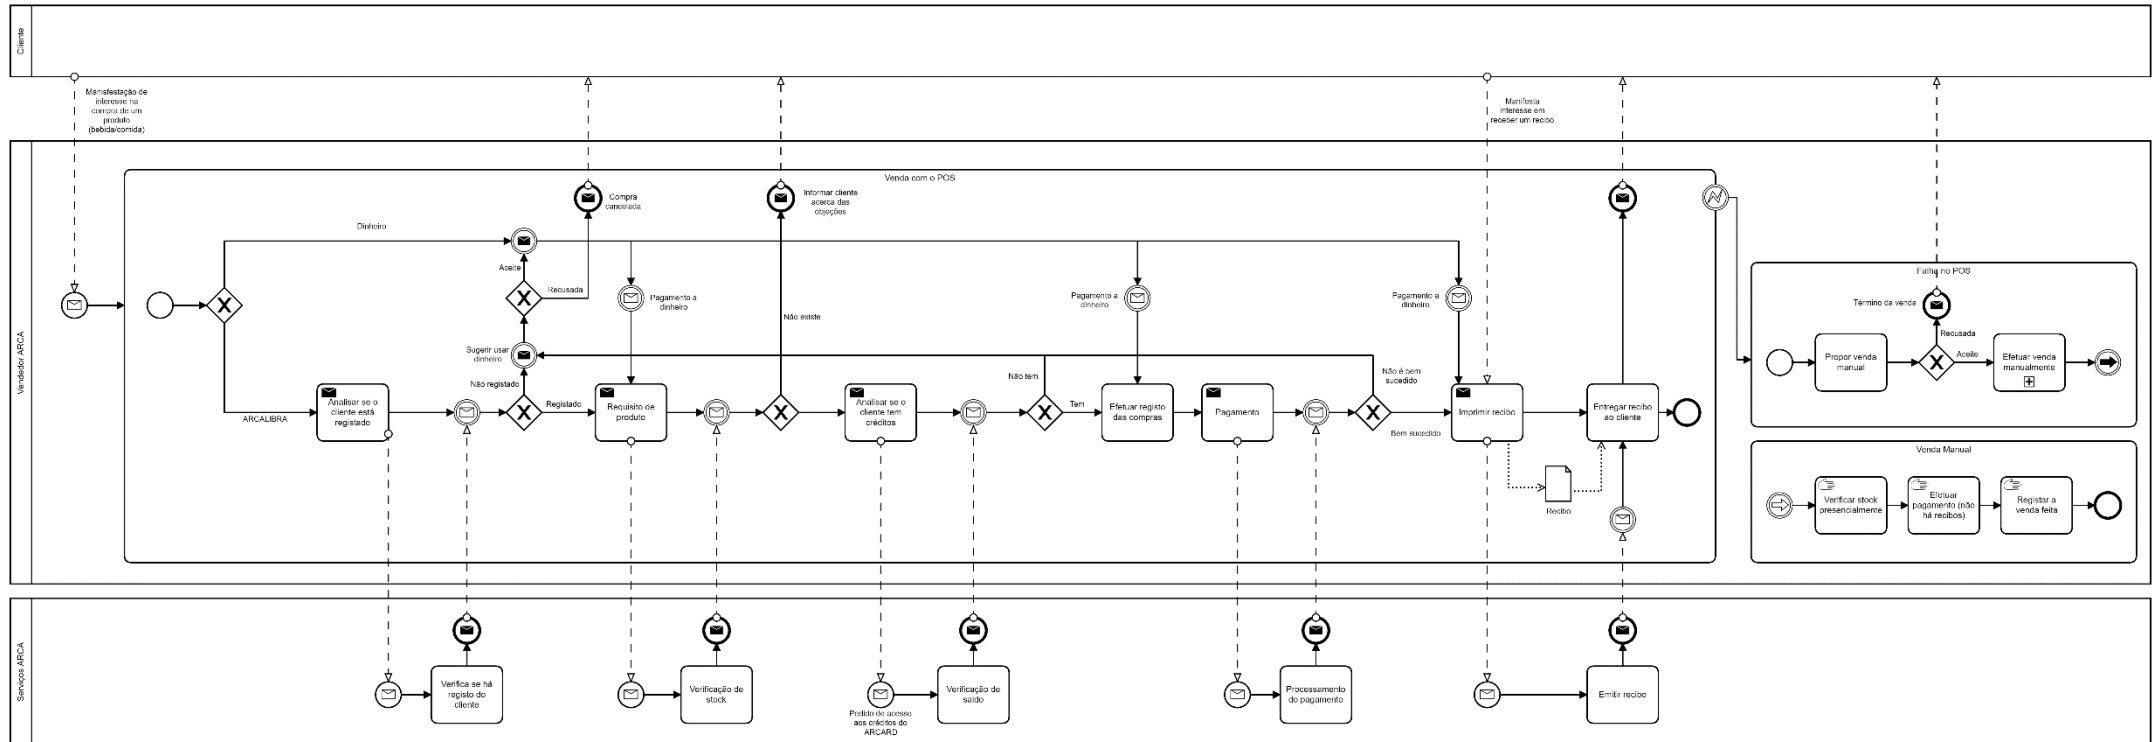 Cliente
Manisfestação de
interesse na
compra de um
produto
(bebida/comida)
Manifesta
interesse em
receber um recibo
Vendedor ARCA
Venda com o POS
Compra
cancelada
Informar cliente
acerca das
objeções
Dinheiro
Aceite
Recusada
Pagamento a
dinheiro
Pagamento a
dinheiro
Pagamento a
dinheiro
Não existe
Sugerir usar
dinheiro
Não registado
Registado
Não tem
Tem
Não é bem
sucedido
Bem sucedido
ARCALIBRA
Analisar se o
cliente está
registado
Requisito de
produto
Analisar se o
cliente tem
créditos
Efetuar registo
das compras
Pagamento
Imprimir recibo
Entregar recibo
ao cliente
Recibo
Falha no POS
Término da venda
Recusada
Aceite
Propor venda
manual
Efetuar venda
manualmente
Venda Manual
Verificar stock
presencialmente
Efetuar
pagamento (não
há recibos)
Registar a
venda feita
Serviços ARCA
Verifica se há
registo do
cliente
Verificação de
stock
Pedido de acesso
aos créditos do
ARCARD
Verificação de
saldo
Processamento
do pagamento
Emitir recibo